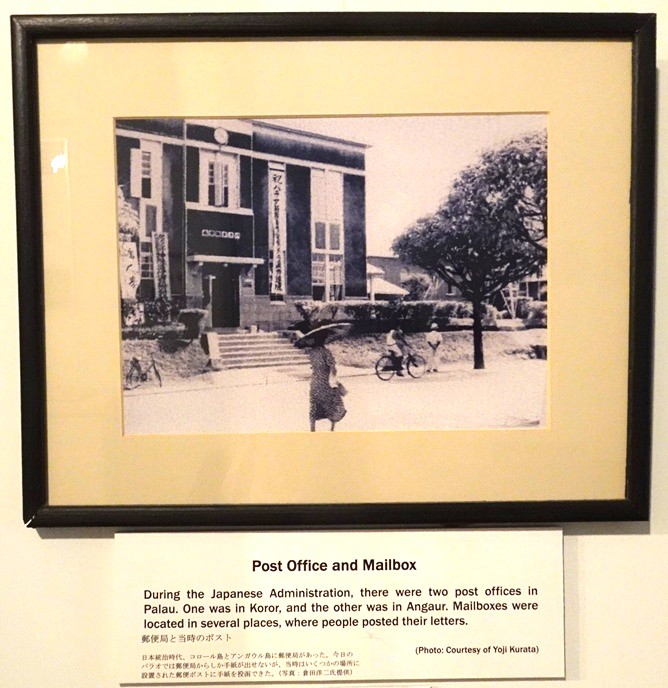 Post Office and Mailbox
During the Japanese Administration, there were two post offices in
Palau. One was in Koror, and the other was in Angaur. Mailboxes were
located in several places, where people posted their letters.
郵便局と当時のポスト
日本統治時代、コロール島とアンガウル島に郵便局があった。今日の
パラオでは郵便局からしか手紙が出せないが、当時はいくつかの場所に
設置された郵便ポストに手紙を投函できた。(写真:倉田洋二氏提供)
(Photo: Courtesy of Yoji Kurata)